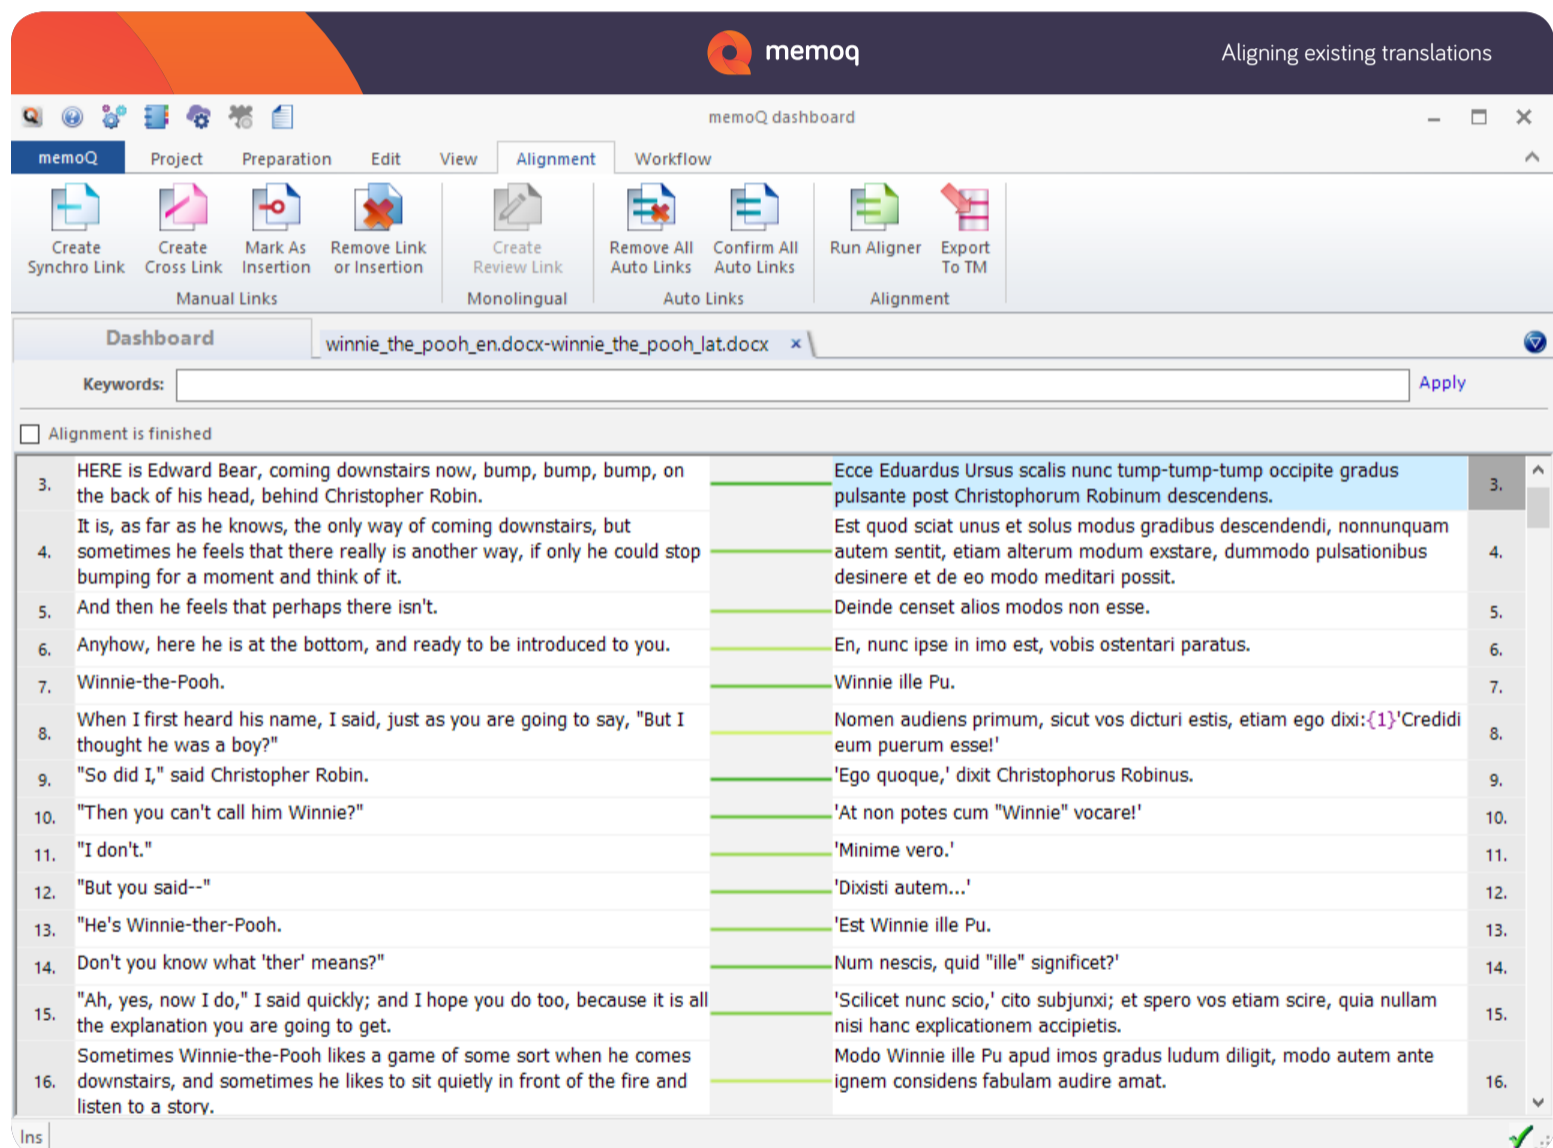 memoq
Aligning existing translations
memoQ dashboard
memoQ Project Preparation Edit View Alignment Workflow
Create Synchro Link
Create Cross Link
Mark As Insertion
Remove Link or Insertion
Create Review Link
Remove All Auto Links
Confirm All Auto Links
Run Aligner
Export To TM
Manual Links Monolingual Auto Links Alignment
Dashboard
winnie_the_pooh_en.docx-winnie_the_pooh_lat.docx
Keywords:
Apply
Alignment is finished
3.
HERE is Edward Bear, coming downstairs now, bump, bump, bump, on
the back of his head, behind Christopher Robin.
Ecce Eduardus Ursus scalis nunc tump-tump-tump occipite gradus
pulsante post Christophorum Robinum descendens.
3.
4.
It is, as far as he knows, the only way of coming downstairs, but
sometimes he feels that there really is another way, if only he could stop
bumping for a moment and think of it.
Est quod sciat unus et solus modus gradibus descendendi, nonnunquam
autem sentit, etiam alterum modum exstare, dummodo pulsationibus
desinere et de eo modo meditari possit.
4.
5.
And then he feels that perhaps there isn't.
Deinde censet alios modos non esse.
5.
6.
Anyhow, here he is at the bottom, and ready to be introduced to you.
En, nunc ipse in imo est, vobis ostentari paratus.
6.
7.
Winnie-the-Pooh.
Winnie ille Pu.
7.
8.
When I first heard his name, I said, just as you are going to say, "But I
thought he was a boy?"
Nomen audiens primum, sicut vos dicturi estis, etiam ego dixi:{1}'Credidi
eum puerum esse!'
8.
9.
"So did I," said Christopher Robin.
'Ego quoque,' dixit Christophorus Robinus.
9.
10.
"Then you can't call him Winnie?"
'At non potes cum "Winnie" vocare!'
10.
11.
"I don't."
'Minime vero.'
11.
12.
"But you said--"
'Dixisti autem...'
12.
13.
"He's Winnie-ther-Pooh.
'Est Winnie ille Pu.
13.
14.
Don't you know what 'ther' means?"
Num nescis, quid "ille" significet?'
14.
15.
"Ah, yes, now I do," I said quickly; and I hope you do too, because it is all
the explanation you are going to get.
'Scilicet nunc scio,' cito subjunxi; et spero vos etiam scire, quia nullam
nisi hanc explicationem accipietis.
15.
16.
Sometimes Winnie-the-Pooh likes a game of some sort when he comes
downstairs, and sometimes he likes to sit quietly in front of the fire and
listen to a story.
Modo Winnie ille Pu apud imos gradus ludum diligit, modo autem ante
ignem considens fabulam audire amat.
16.
Ins